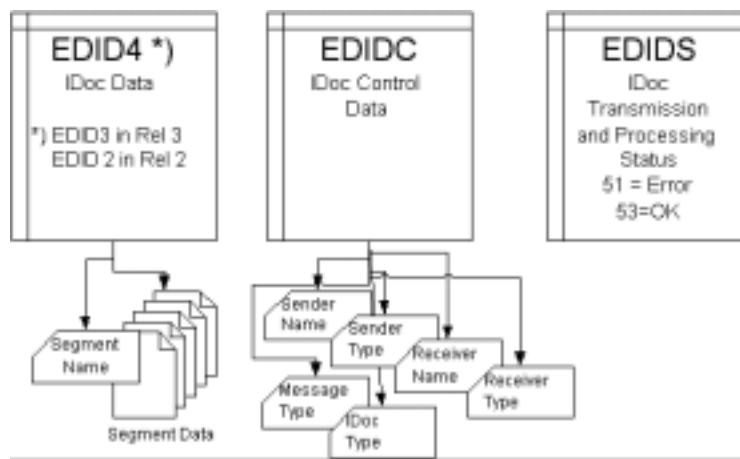 EDID4 *)
IDoc Data
*) EDID3 in Rel 3
EDID 2 in Rel 2
Segment
Name
Segment Data
EDIDC
IDoc Control
Data
Sender
Name
Sender
Type
Receiver
Name
Receiver
Type
Message
Type
IDoc
Type
EDIDS
IDoc
Transmission
and Processing
Status
51 = Error
53=OK